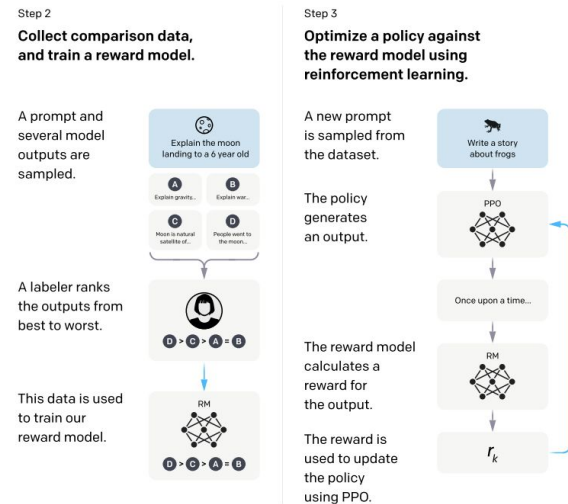 Step 2
Collect comparison data,
and train a reward model.
A prompt and
several model
outputs are
sampled.
Explain the moon
landing to a 6 year old
A
Explain gravity...
B
Explain war...
C
Moon is natural
satellite of...
D
People went to
the moon...
A labeler ranks
the outputs from
best to worst.
D > C > A = B
This data is used
to train our
reward model.
RM
D > C > A = B
Step 3
Optimize a policy against
the reward model using
reinforcement learning.
A new prompt
is sampled from
the dataset.
Write a story
about frogs
The policy
generates
an output.
PPO
Once upon a time...
The reward model
calculates a
reward for
the output.
RM
The reward is
used to update
the policy
using PPO.
rₖ